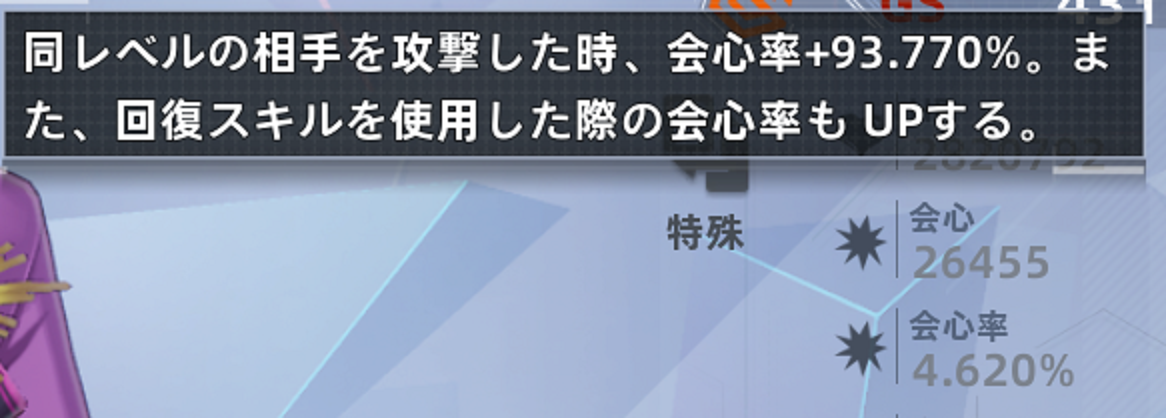 同レベルの相手を攻撃した時、会心率+93.770%。ま
た、回復スキルを使用した際の会心率も UPする。
特殊
会心
26455
会心率
4.620%